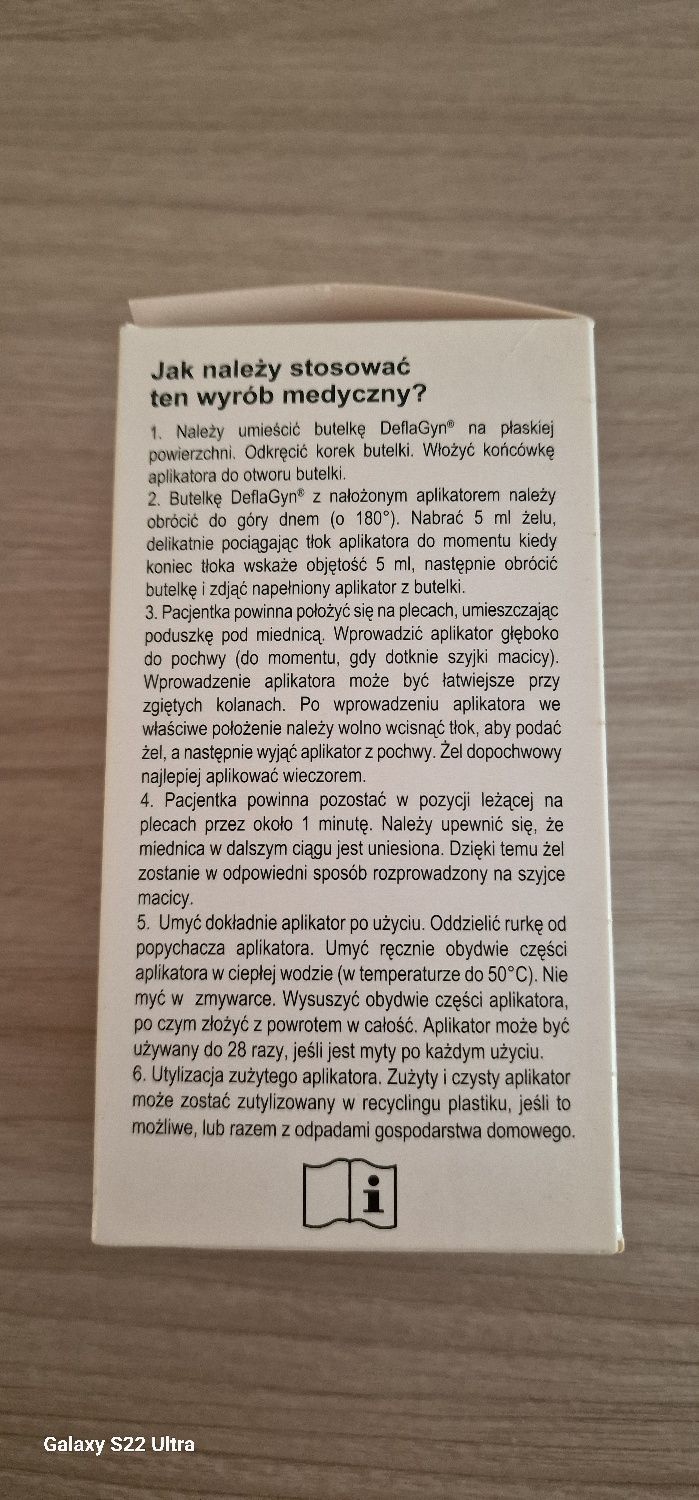 Jak należy stosować
ten wyrób medyczny?
1. Należy umieścić butelkę DeflaGyn® na płaskiej
powierzchni. Odkręcić korek butelki. Włożyć końcówkę
aplikatora do otworu butelki.
2. Butelkę DeflaGyn® z nałożonym aplikatorem należy
obrócić do góry dnem (o 180°). Nabrać 5 ml żelu,
delikatnie pociągając tłok aplikatora do momentu kiedy
koniec tłoka wskaże objętość 5 ml, następnie obrócić
butelkę i zdjąć napełniony aplikator z butelki.
3. Pacjentka powinna położyć się na plecach, umieszczając
poduszkę pod miednicą. Wprowadzić aplikator głęboko
do pochwy (do momentu, gdy dotknie szyjki macicy).
Wprowadzenie aplikatora może być łatwiejsze przy
zgiętych kolanach. Po wprowadzeniu aplikatora we
właściwe położenie należy wolno wcisnąć tłok, aby podać
żel, a następnie wyjąć aplikator z pochwy. Żel dopochwowy
najlepiej aplikować wieczorem.
4. Pacjentka powinna pozostać w pozycji leżącej na
plecach przez około 1 minutę. Należy upewnić się, że
miednica w dalszym ciągu jest uniesiona. Dzięki temu żel
zostanie w odpowiedni sposób rozprowadzony na szyjce
macicy.
5. Umyć dokładnie aplikator po użyciu. Oddzielić rurkę od
popychacza aplikatora. Umyć ręcznie obydwie części
aplikatora w ciepłej wodzie (w temperaturze do 50°C). Nie
myć w zmywarce. Wysuszyć obydwie części aplikatora,
po czym złożyć z powrotem w całość. Aplikator może być
używany do 28 razy, jeśli jest myty po każdym użyciu.
6. Utylizacja zużytego aplikatora. Zużyty i czysty aplikator
może zostać zutylizowany w recyclingu plastiku, jeśli to
możliwe, lub razem z odpadami gospodarstwa domowego.
i
Galaxy S22 Ultra